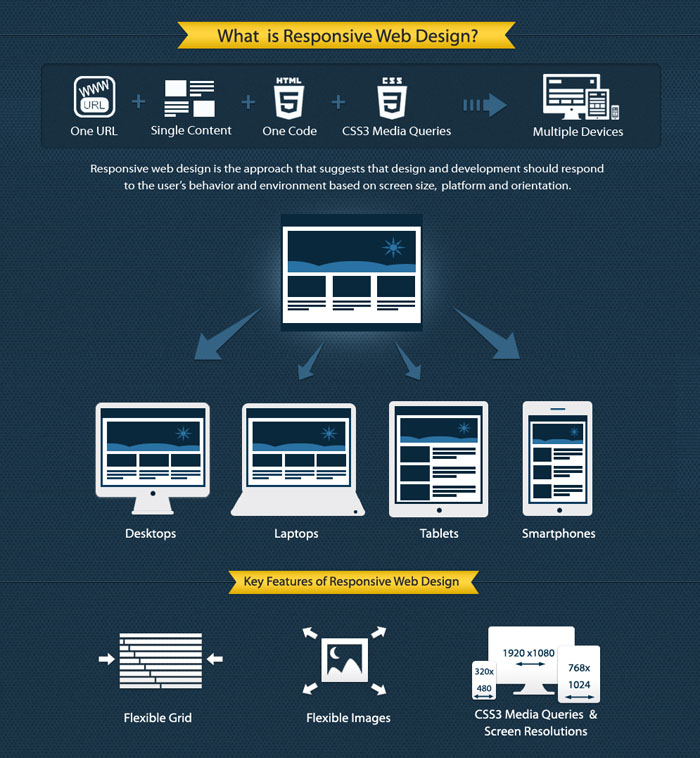 What is Responsive Web Design?
WWW
URL
HTML
5
CSS
3
One URL
Single Content
One Code
CSS3 Media Queries
Multiple Devices
Responsive web design is the approach that suggests that design and development should respond
to the user's behavior and environment based on screen size, platform and orientation.
Desktops
Laptops
Tablets
Smartphones
Key Features of Responsive Web Design
320x
480
1920 x1080
768x
1024
Flexible Grid
Flexible Images
CSS3 Media Queries &
Screen Resolutions